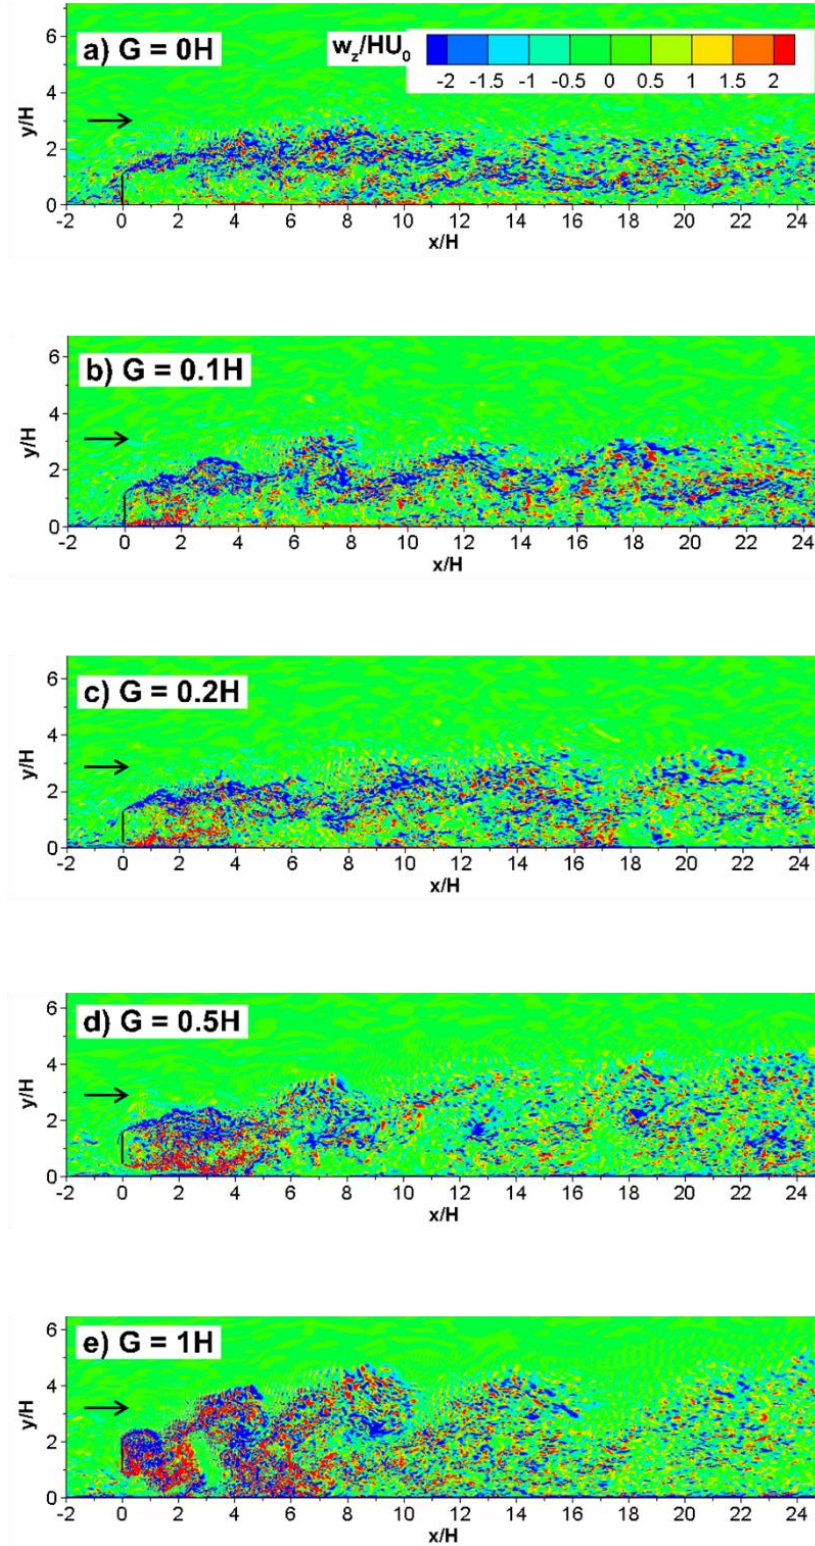 a) G = 0H
w_z/HU_0
-2 -1.5 -1 -0.5 0 0.5 1 1.5 2
y/H
6
4
2
0
-2 0 2 4 6 8 10 12 14 16 18 20 22 24
x/H
b) G = 0.1H
y/H
6
4
2
0
-2 0 2 4 6 8 10 12 14 16 18 20 22 24
x/H
c) G = 0.2H
y/H
6
4
2
0
-2 0 2 4 6 8 10 12 14 16 18 20 22 24
x/H
d) G = 0.5H
y/H
6
4
2
0
-2 0 2 4 6 8 10 12 14 16 18 20 22 24
x/H
e) G = 1H
y/H
6
4
2
0
-2 0 2 4 6 8 10 12 14 16 18 20 22 24
x/H